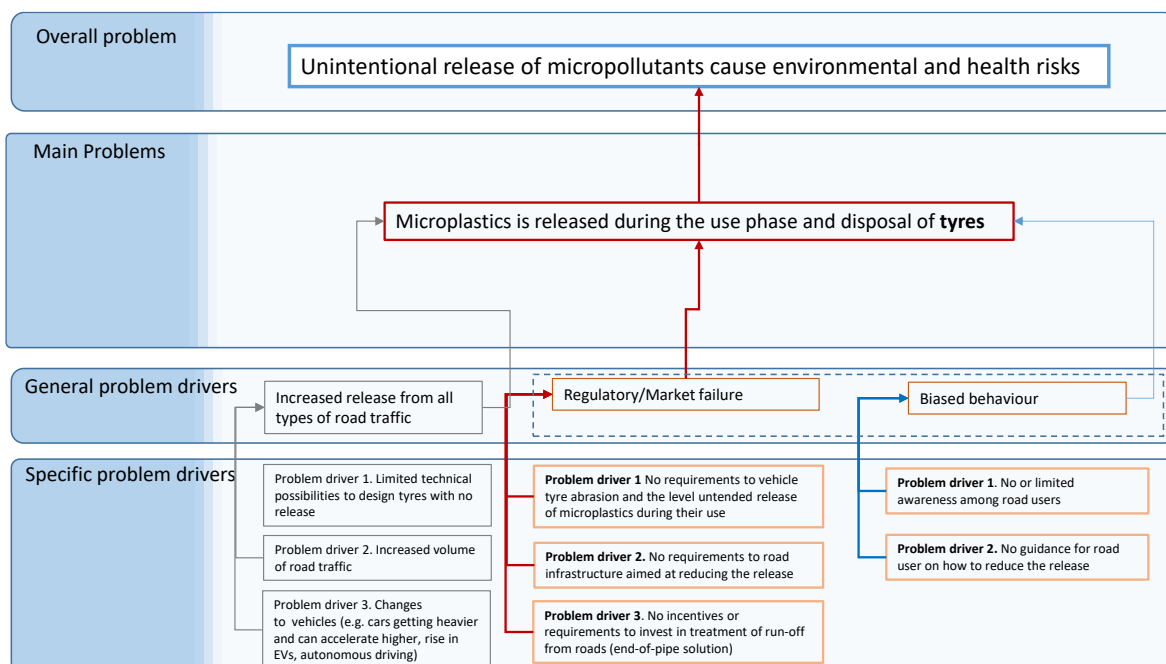 Overall problem
Unintentional release of micropollutants cause environmental and health risks
Main Problems
Microplastics is released during the use phase and disposal of tyres
General problem drivers
Increased release from all
types of road traffic
Regulatory/Market failure
Biased behaviour
Specific problem drivers
Problem driver 1. Limited technical
possibilities to design tyres with no
release
Problem driver 2. Increased volume
of road traffic
Problem driver 3. Changes
to vehicles (e.g. cars getting heavier
and can accelerate higher, rise in
EVs, autonomous driving)
Problem driver 1 No requirements to vehicle
tyre abrasion and the level untended release
of microplastics during their use
Problem driver 2. No requirements to road
infrastructure aimed at reducing the release
Problem driver 3. No incentives or
requirements to invest in treatment of run-off
from roads (end-of-pipe solution)
Problem driver 1. No or limited
awareness among road users
Problem driver 2. No guidance for road
user on how to reduce the release